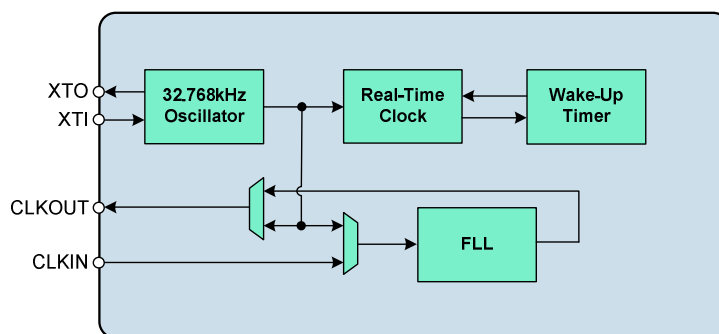 XTO
XTI
32.768kHz
Oscillator
Real-Time
Clock
Wake-Up
Timer
CLKOUT
CLKIN
FLL